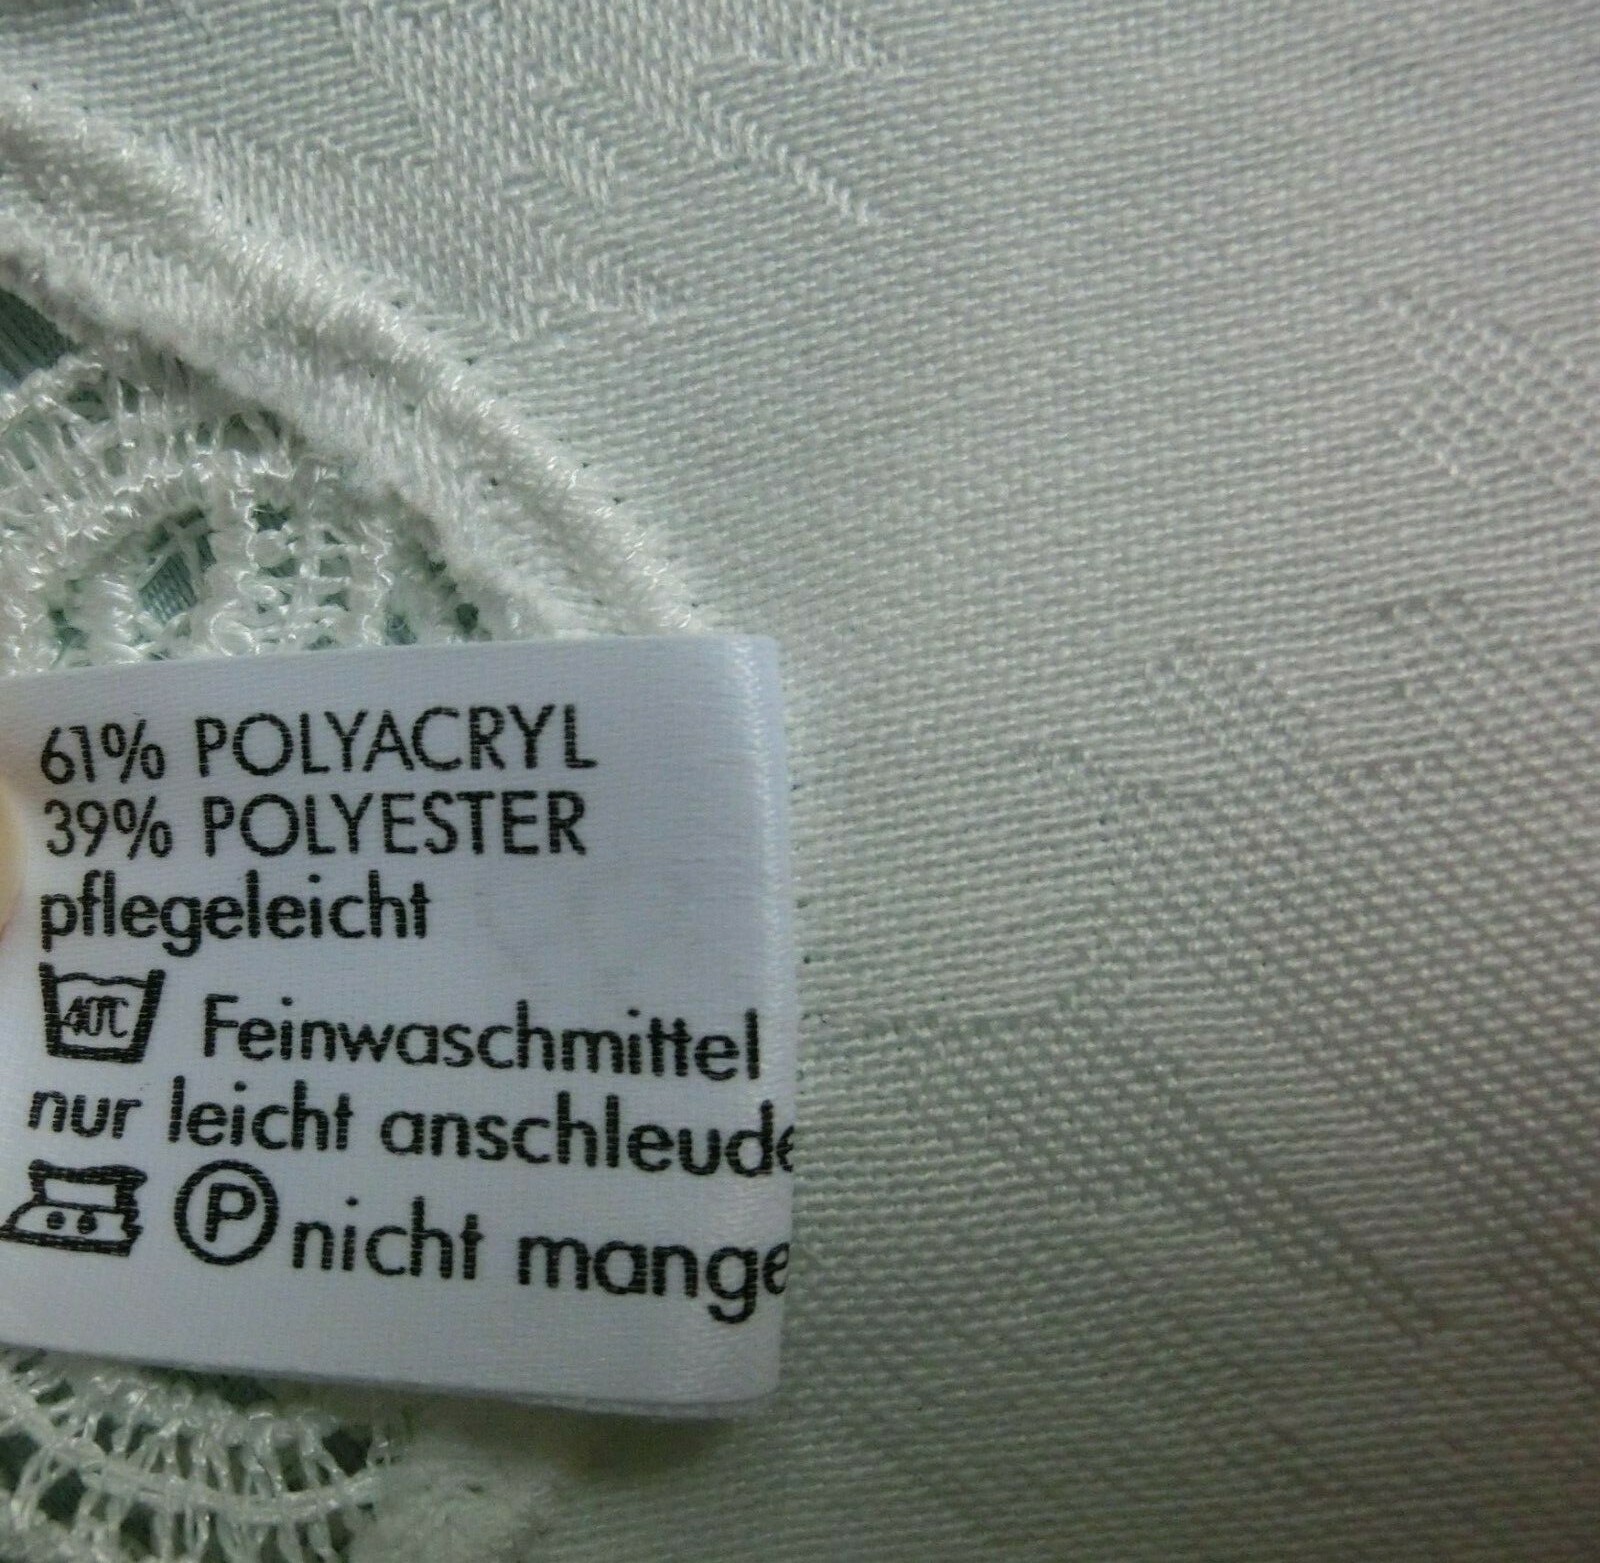 61% POLYACRYL
39% POLYESTER
pflegeleicht
40°C Feinwaschmittel
nur leicht anschleude
P nicht mange